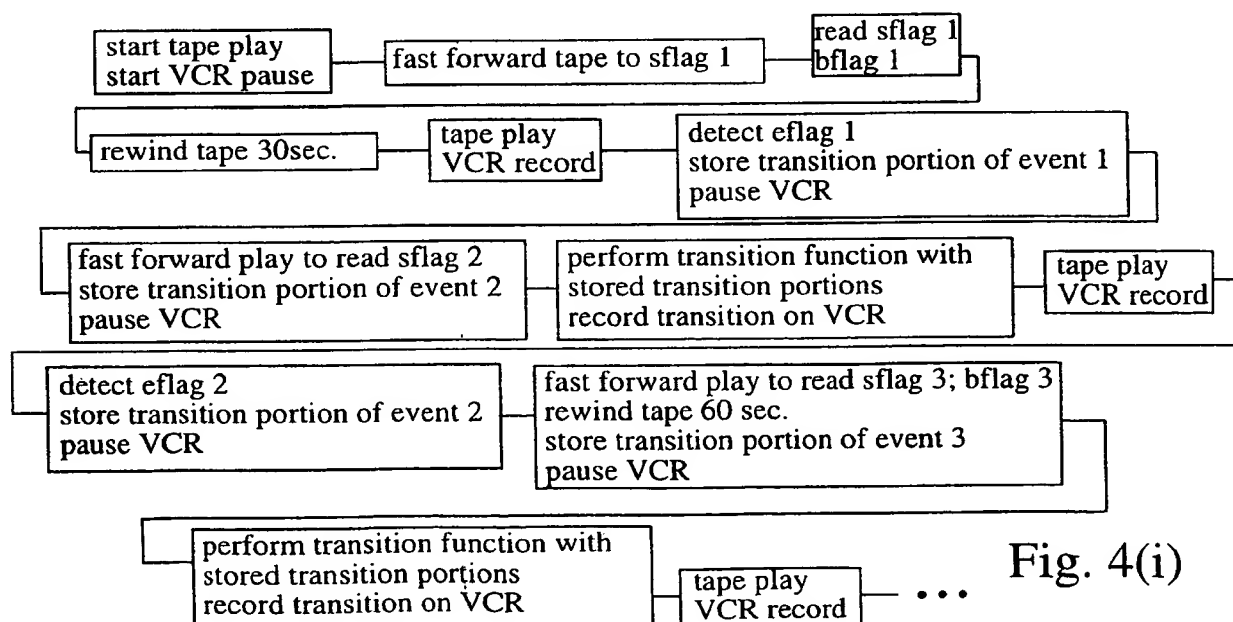 start tape play
start VCR pause
fast forward tape to sflag 1
read sflag 1
bflag 1
rewind tape 30sec.
tape play
VCR record
detect eflag 1
store transition portion of event 1
pause VCR
fast forward play to read sflag 2
store transition portion of event 2
pause VCR
perform transition function with
stored transition portions
record transition on VCR
tape play
VCR record
detect eflag 2
store transition portion of event 2
pause VCR
fast forward play to read sflag 3; bflag 3
rewind tape 60 sec.
store transition portion of event 3
pause VCR
perform transition function with
stored transition portions
record transition on VCR
tape play
VCR record
• • •
Fig. 4(i)